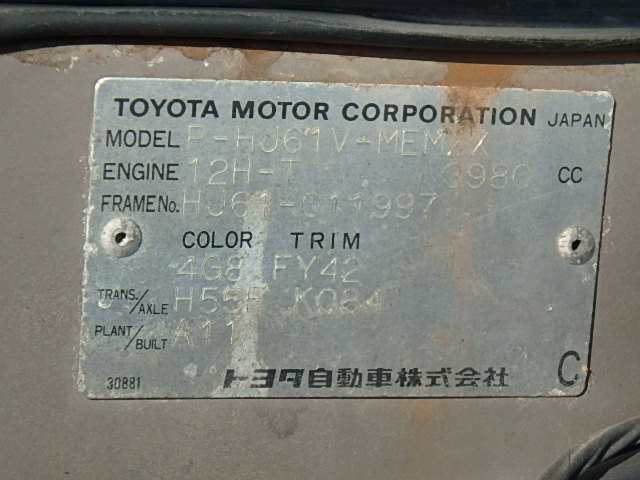 TOYOTA MOTOR CORPORATION JAPAN
MODEL P-HJ61V-MEMXX
ENGINE 12H-T 3980 CC
FRAME No. HJ61-011997
COLOR TRIM
4G8 FY42
TRANS./AXLE H55F K084
PLANT/BUILT A11
30881 トヨタ自動車株式会社 C